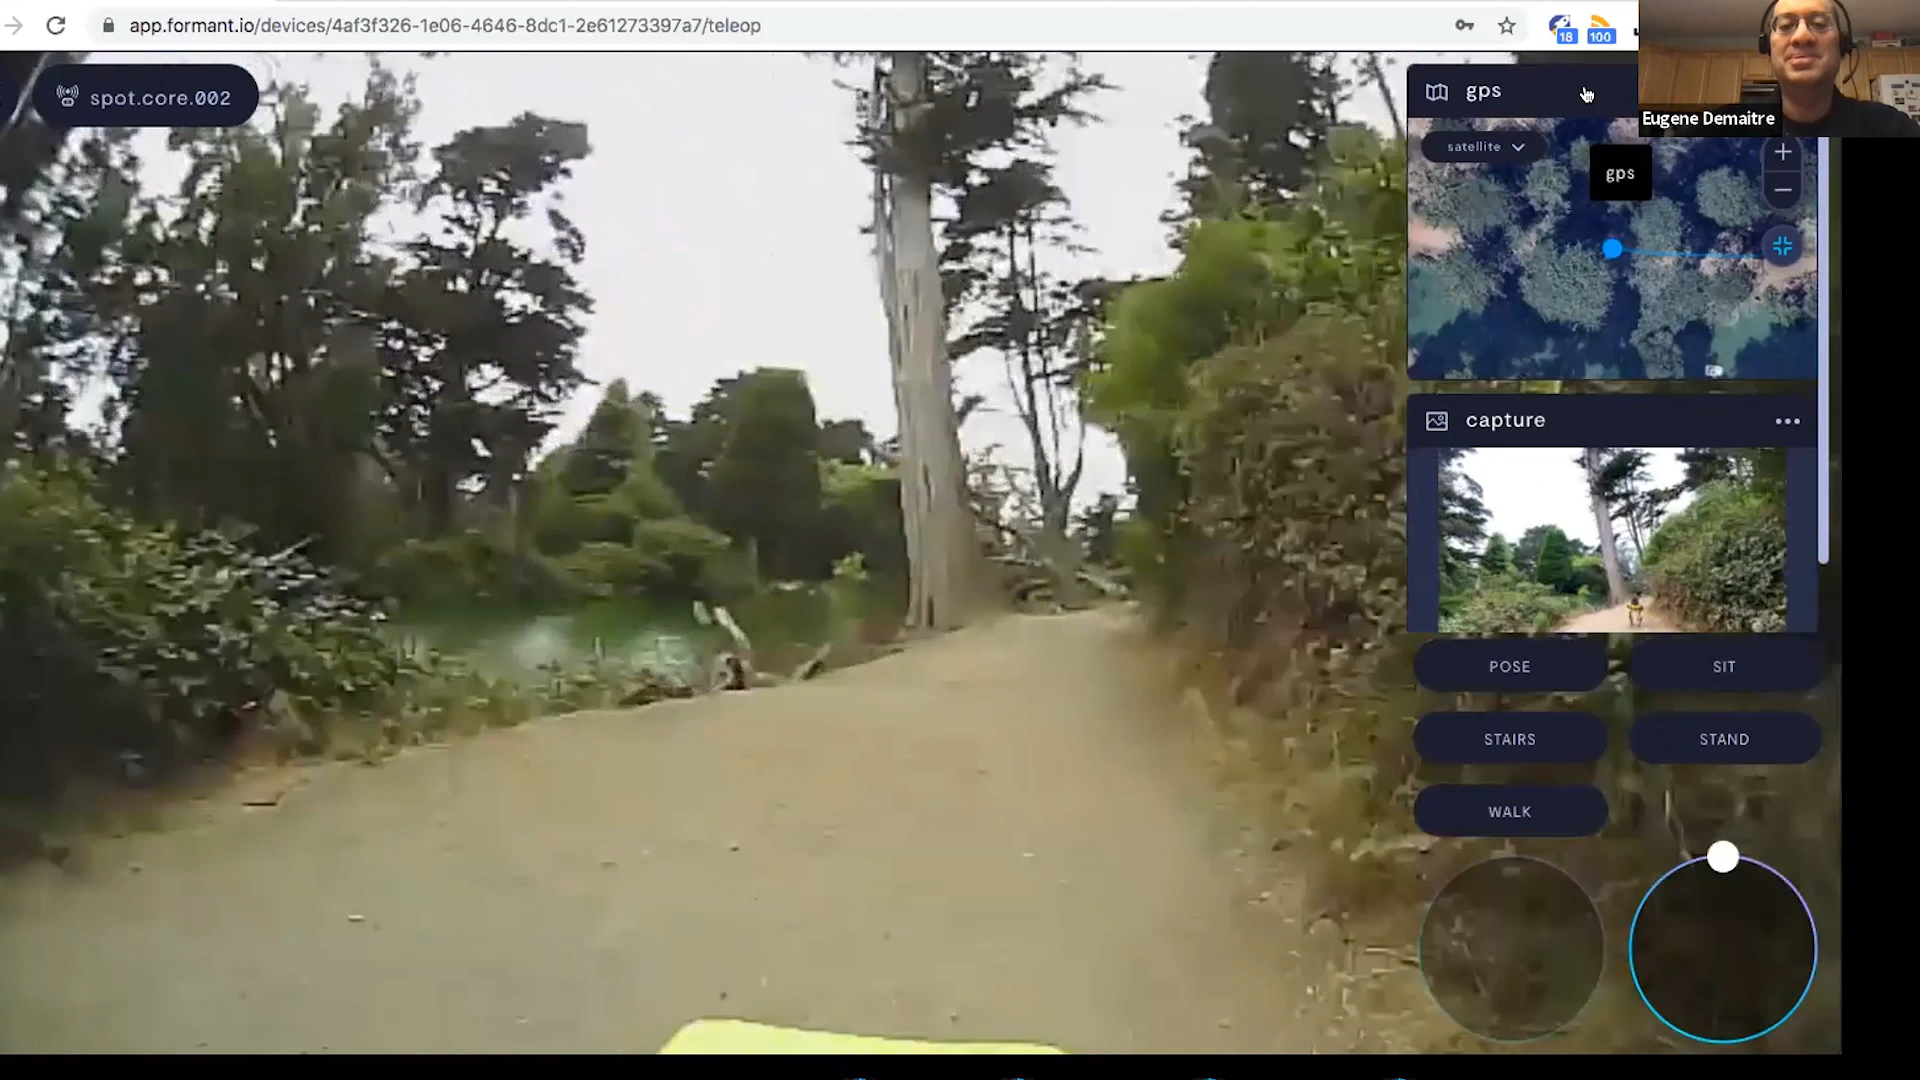 app.formant.io/devices/4af3f326-1e06-4646-8dc1-2e61273397a7/teleop
18
100
Eugene Demaitre
spot.core.002
gps
satellite
gps
capture
POSE
SIT
STAIRS
STAND
WALK